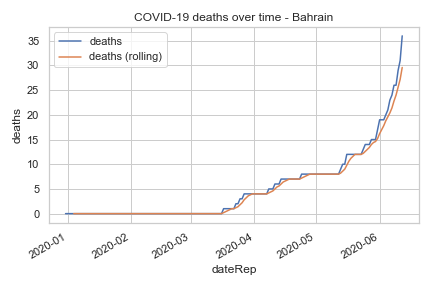 COVID-19 deaths over time - Bahrain
deaths
deaths (rolling)
35
30
25
20
15
10
5
0
deaths
2020-01
2020-02
2020-03
2020-04
2020-05
2020-06
dateRep